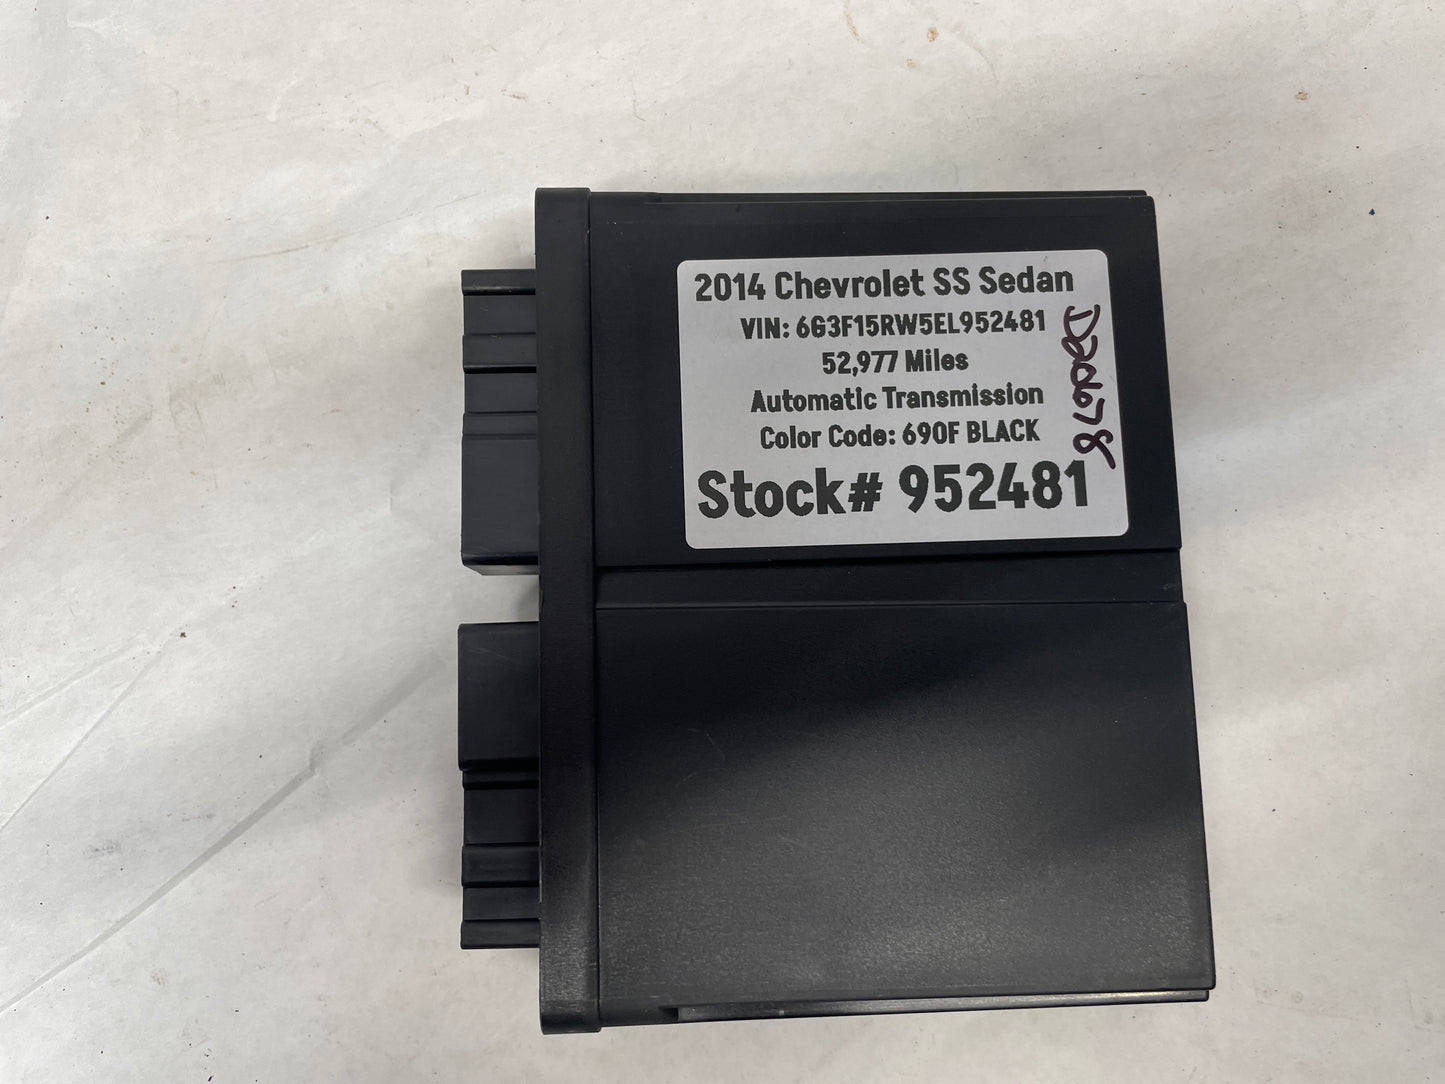 2014 Chevrolet SS Sedan
VIN: 6G3F15RW5EL952481
52,977 Miles
Automatic Transmission
Color Code: 690F BLACK
Stock# 952481